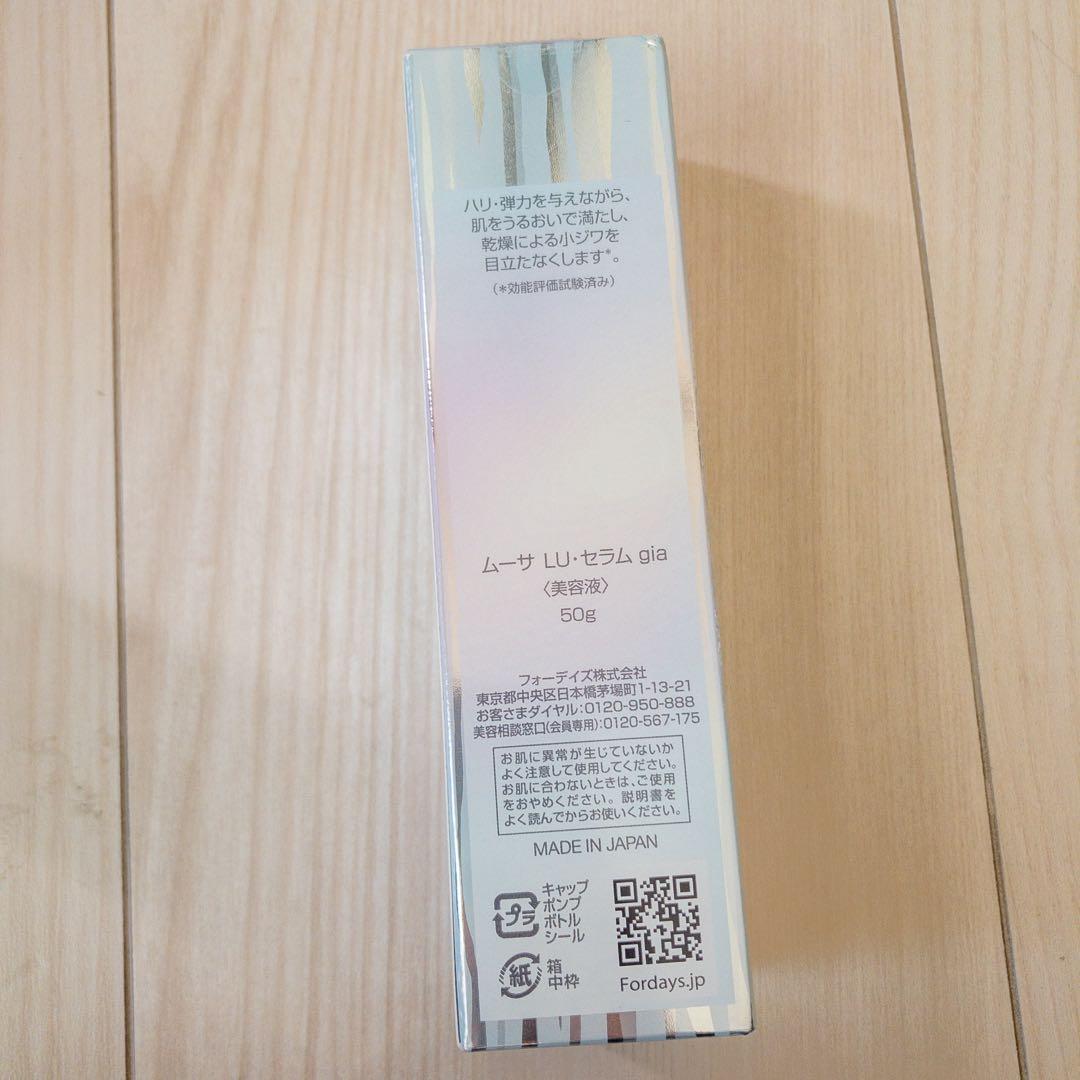 ハリ・弾力を与えながら、
肌をうるおいで満たし、
乾燥による小ジワを
目立たなくします*。
(*効能評価試験済み)
ムーサ LU・セラム gia
〈美容液〉
50g
フォーデイズ株式会社
東京都中央区日本橋茅場町1-13-21
お客さまダイヤル:0120-950-888
美容相談窓口(会員専用):0120-567-175
お肌に異常が生じていないか
よく注意して使用してください。
お肌に合わないときは、ご使用
をおやめください。説明書を
よく読んでからお使いください。
MADE IN JAPAN
プラ
キャップ
ポンプ
ボトル
シール
紙
箱
中枠
Fordays.jp